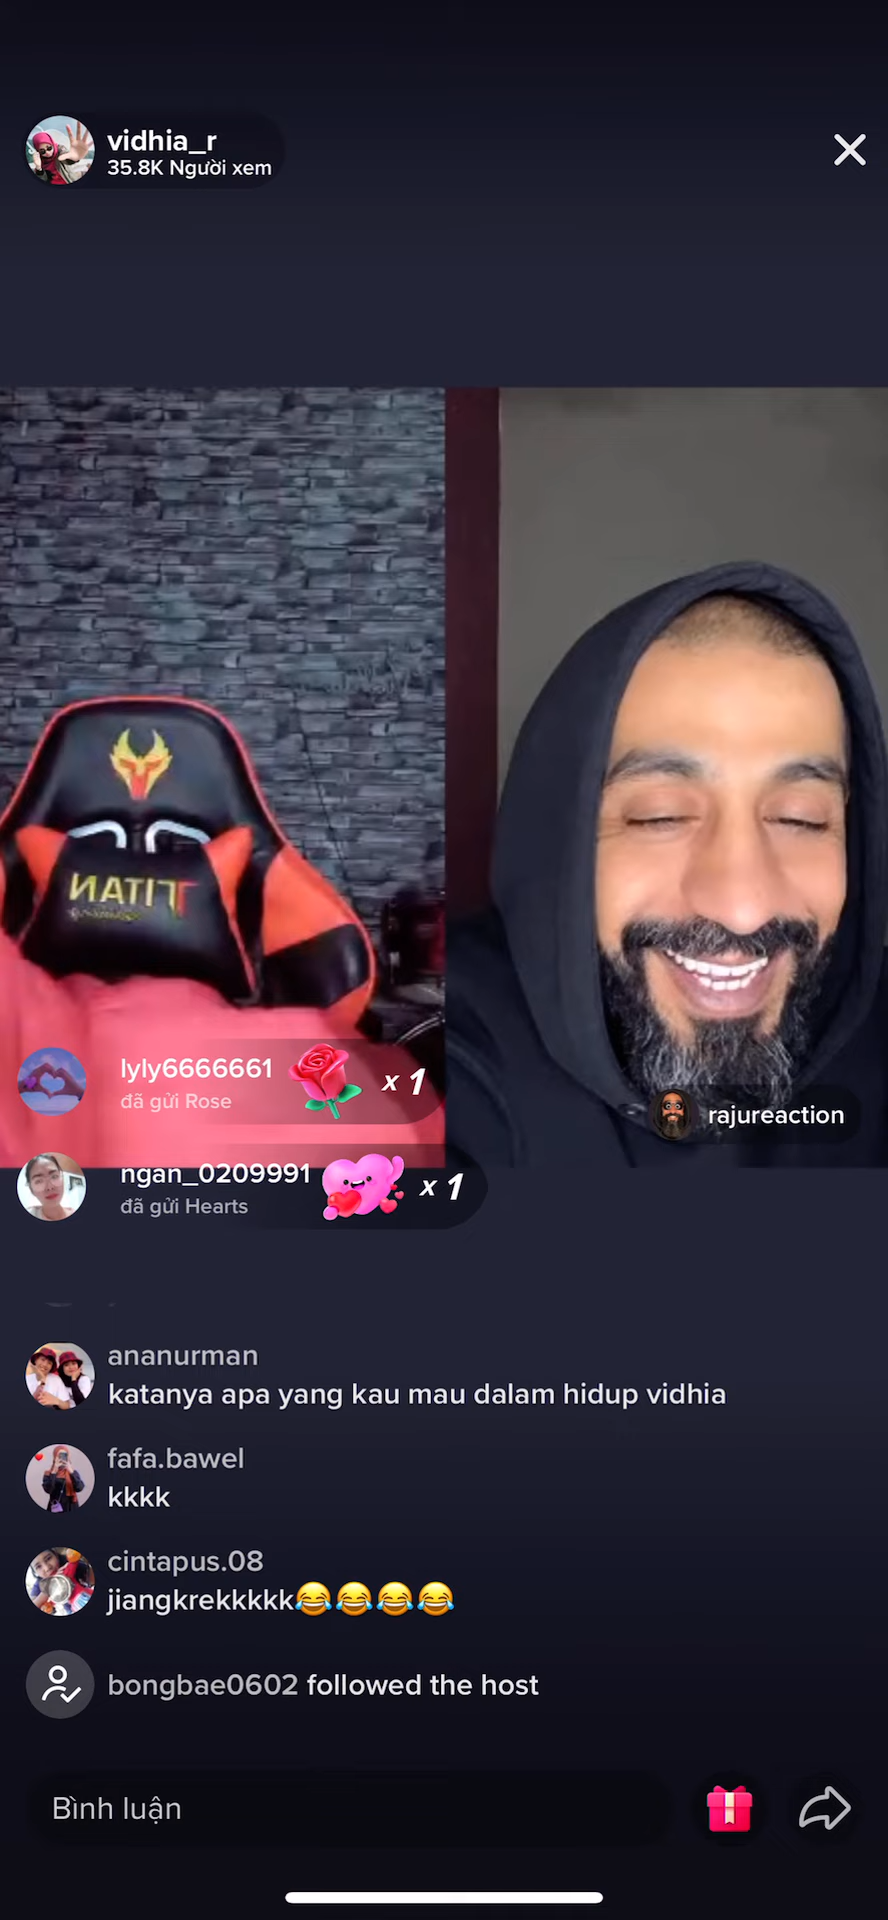 vidhia_r
35.8K Người xem
TITAN
lyly6666661
đã gửi Rose
x 1
rajureaction
ngan_0209991
đã gửi Hearts
x 1
ananurman
katanya apa yang kau mau dalam hidup vidhia
fafa.bawel
kkkk
cintapus.08
jiangkrekkkkk😂😂😂😂
bongbae0602 followed the host
Bình luận